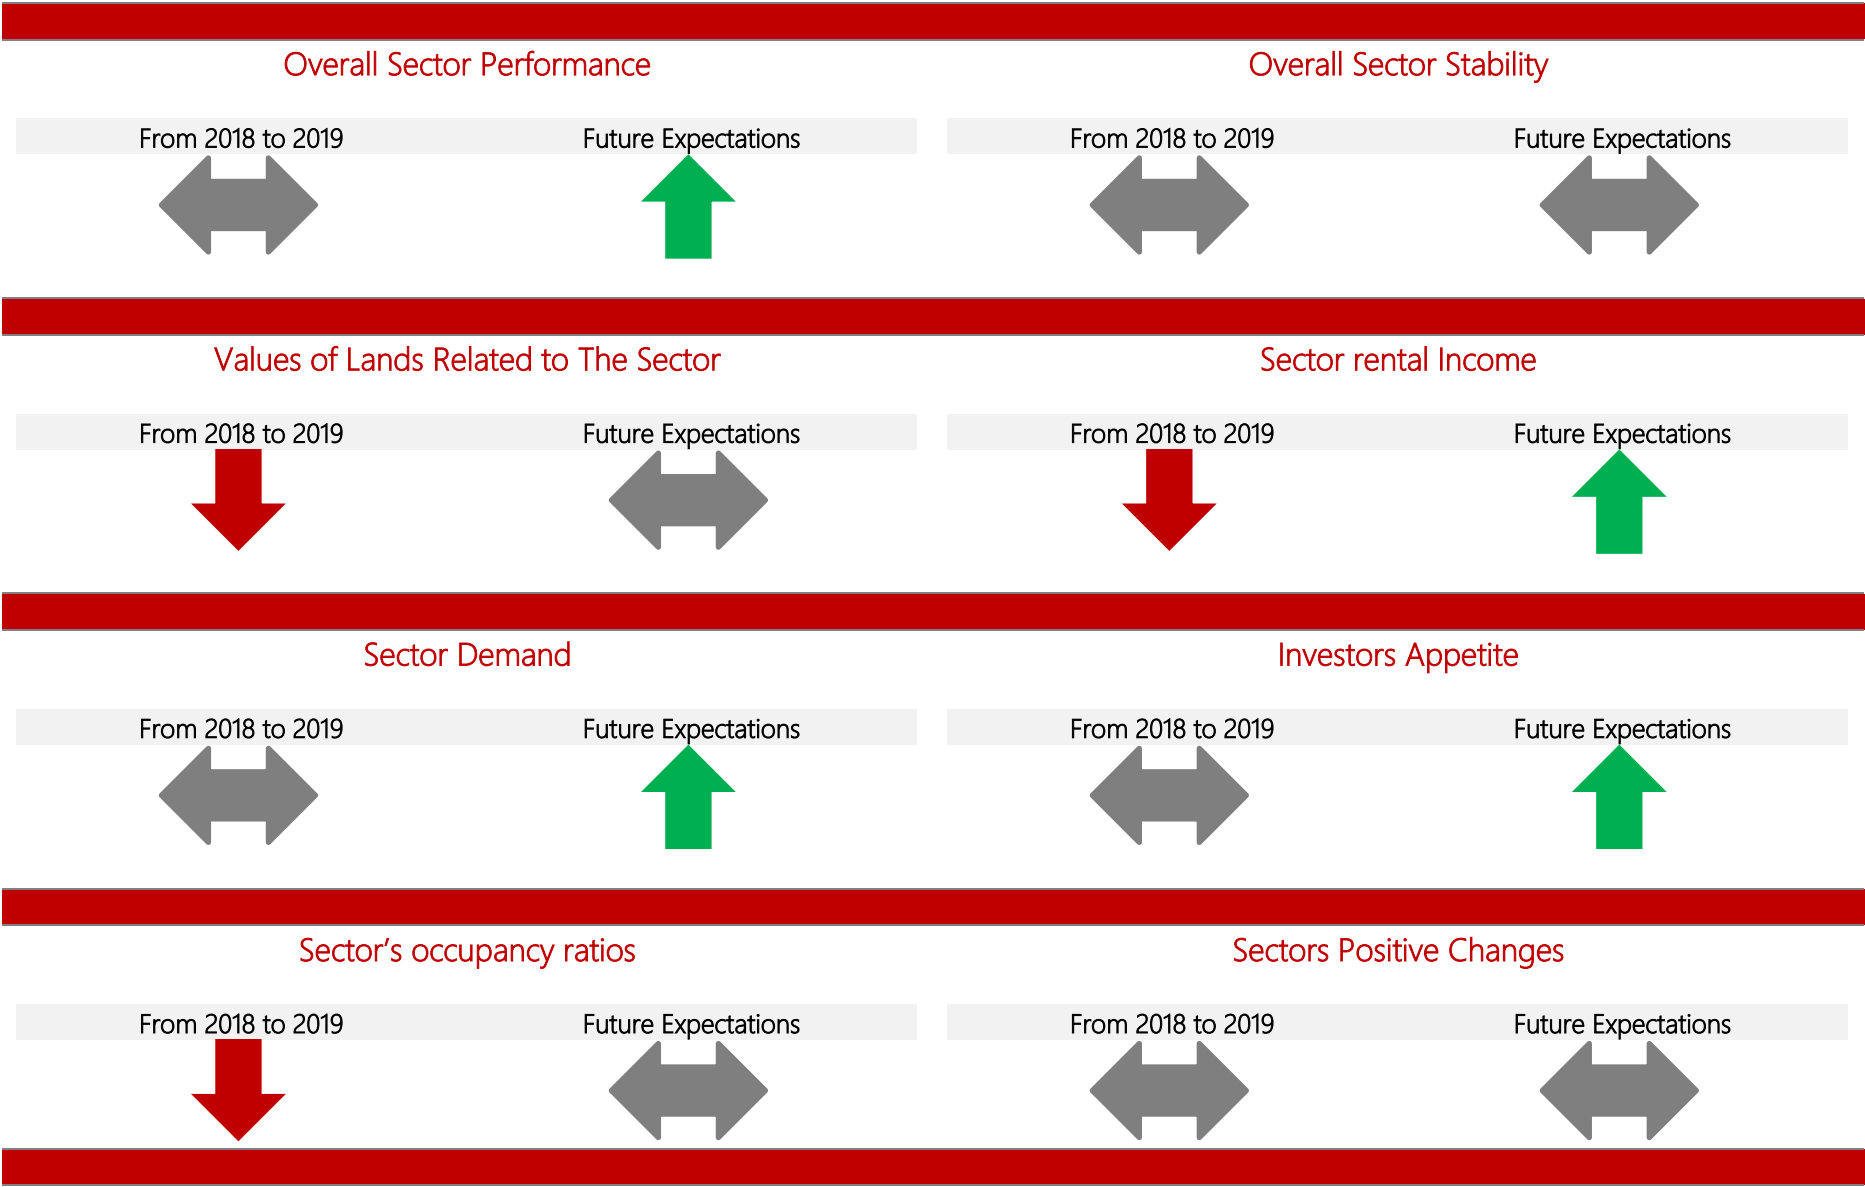 Overall Sector Performance
Overall Sector Stability
From 2018 to 2019
Future Expectations
From 2018 to 2019
Future Expectations
Values of Lands Related to The Sector
Sector rental Income
From 2018 to 2019
Future Expectations
From 2018 to 2019
Future Expectations
Sector Demand
Investors Appetite
From 2018 to 2019
Future Expectations
From 2018 to 2019
Future Expectations
Sector’s occupancy ratios
Sectors Positive Changes
From 2018 to 2019
Future Expectations
From 2018 to 2019
Future Expectations